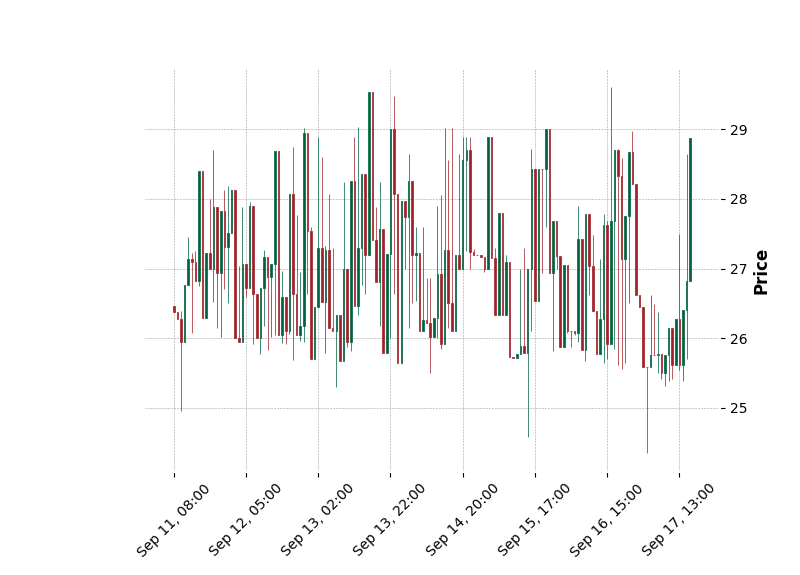 29
28
27
26
25
Price
Sep 11, 08:00
Sep 12, 05:00
Sep 13, 02:00
Sep 13, 22:00
Sep 14, 20:00
Sep 15, 17:00
Sep 16, 15:00
Sep 17, 13:00